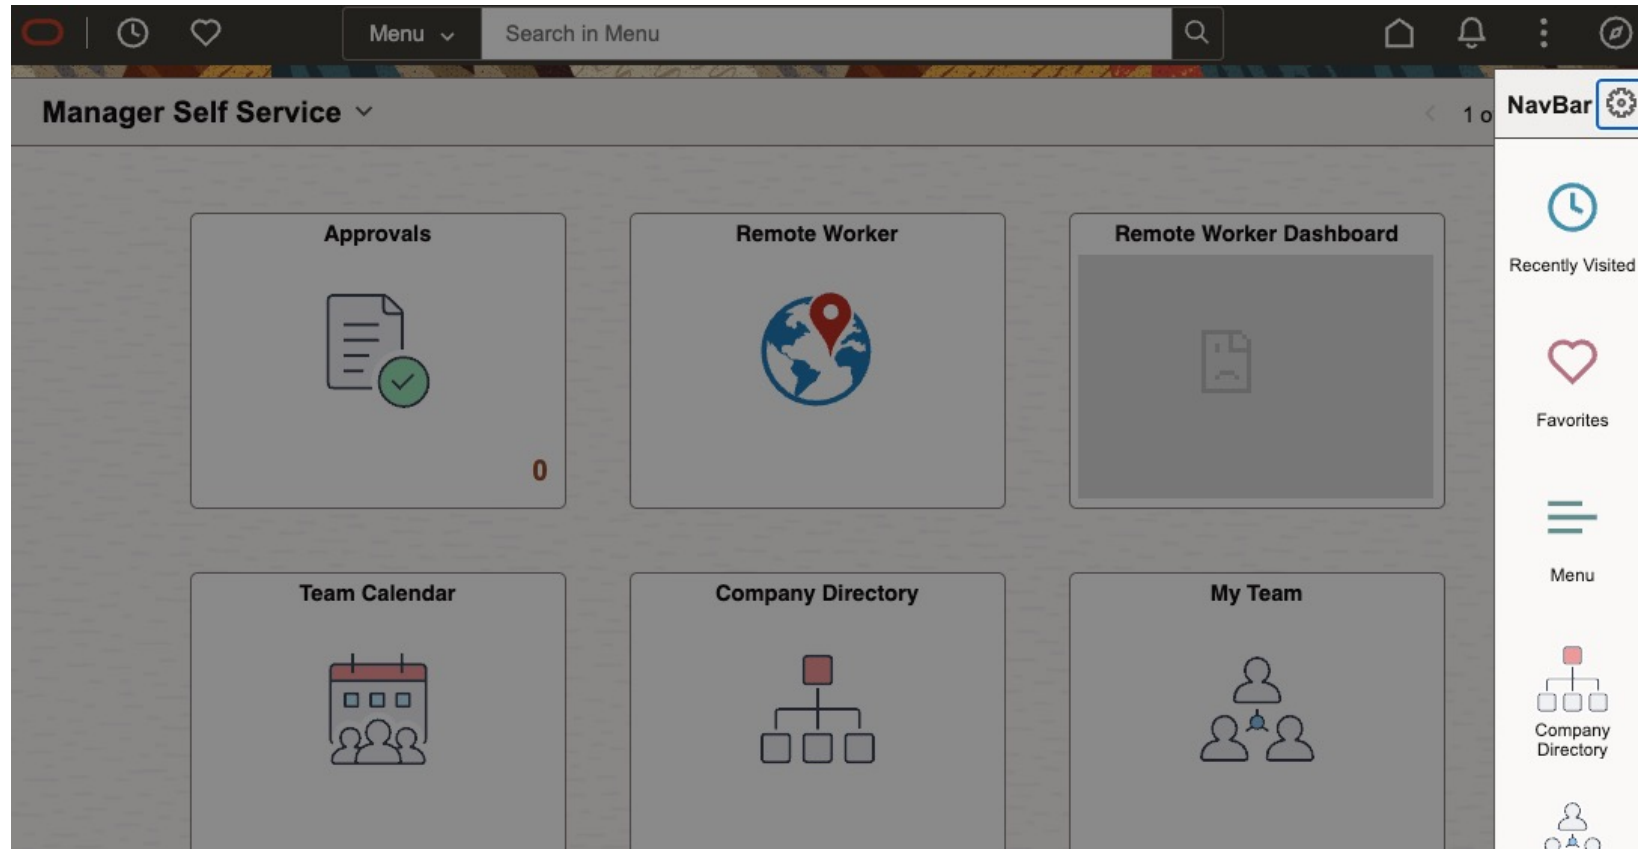 Menu
Search in Menu
Manager Self Service
1 o
NavBar
Approvals
Remote Worker
Remote Worker Dashboard
Recently Visited
0
Favorites
Menu
Team Calendar
Company Directory
My Team
Company
Directory